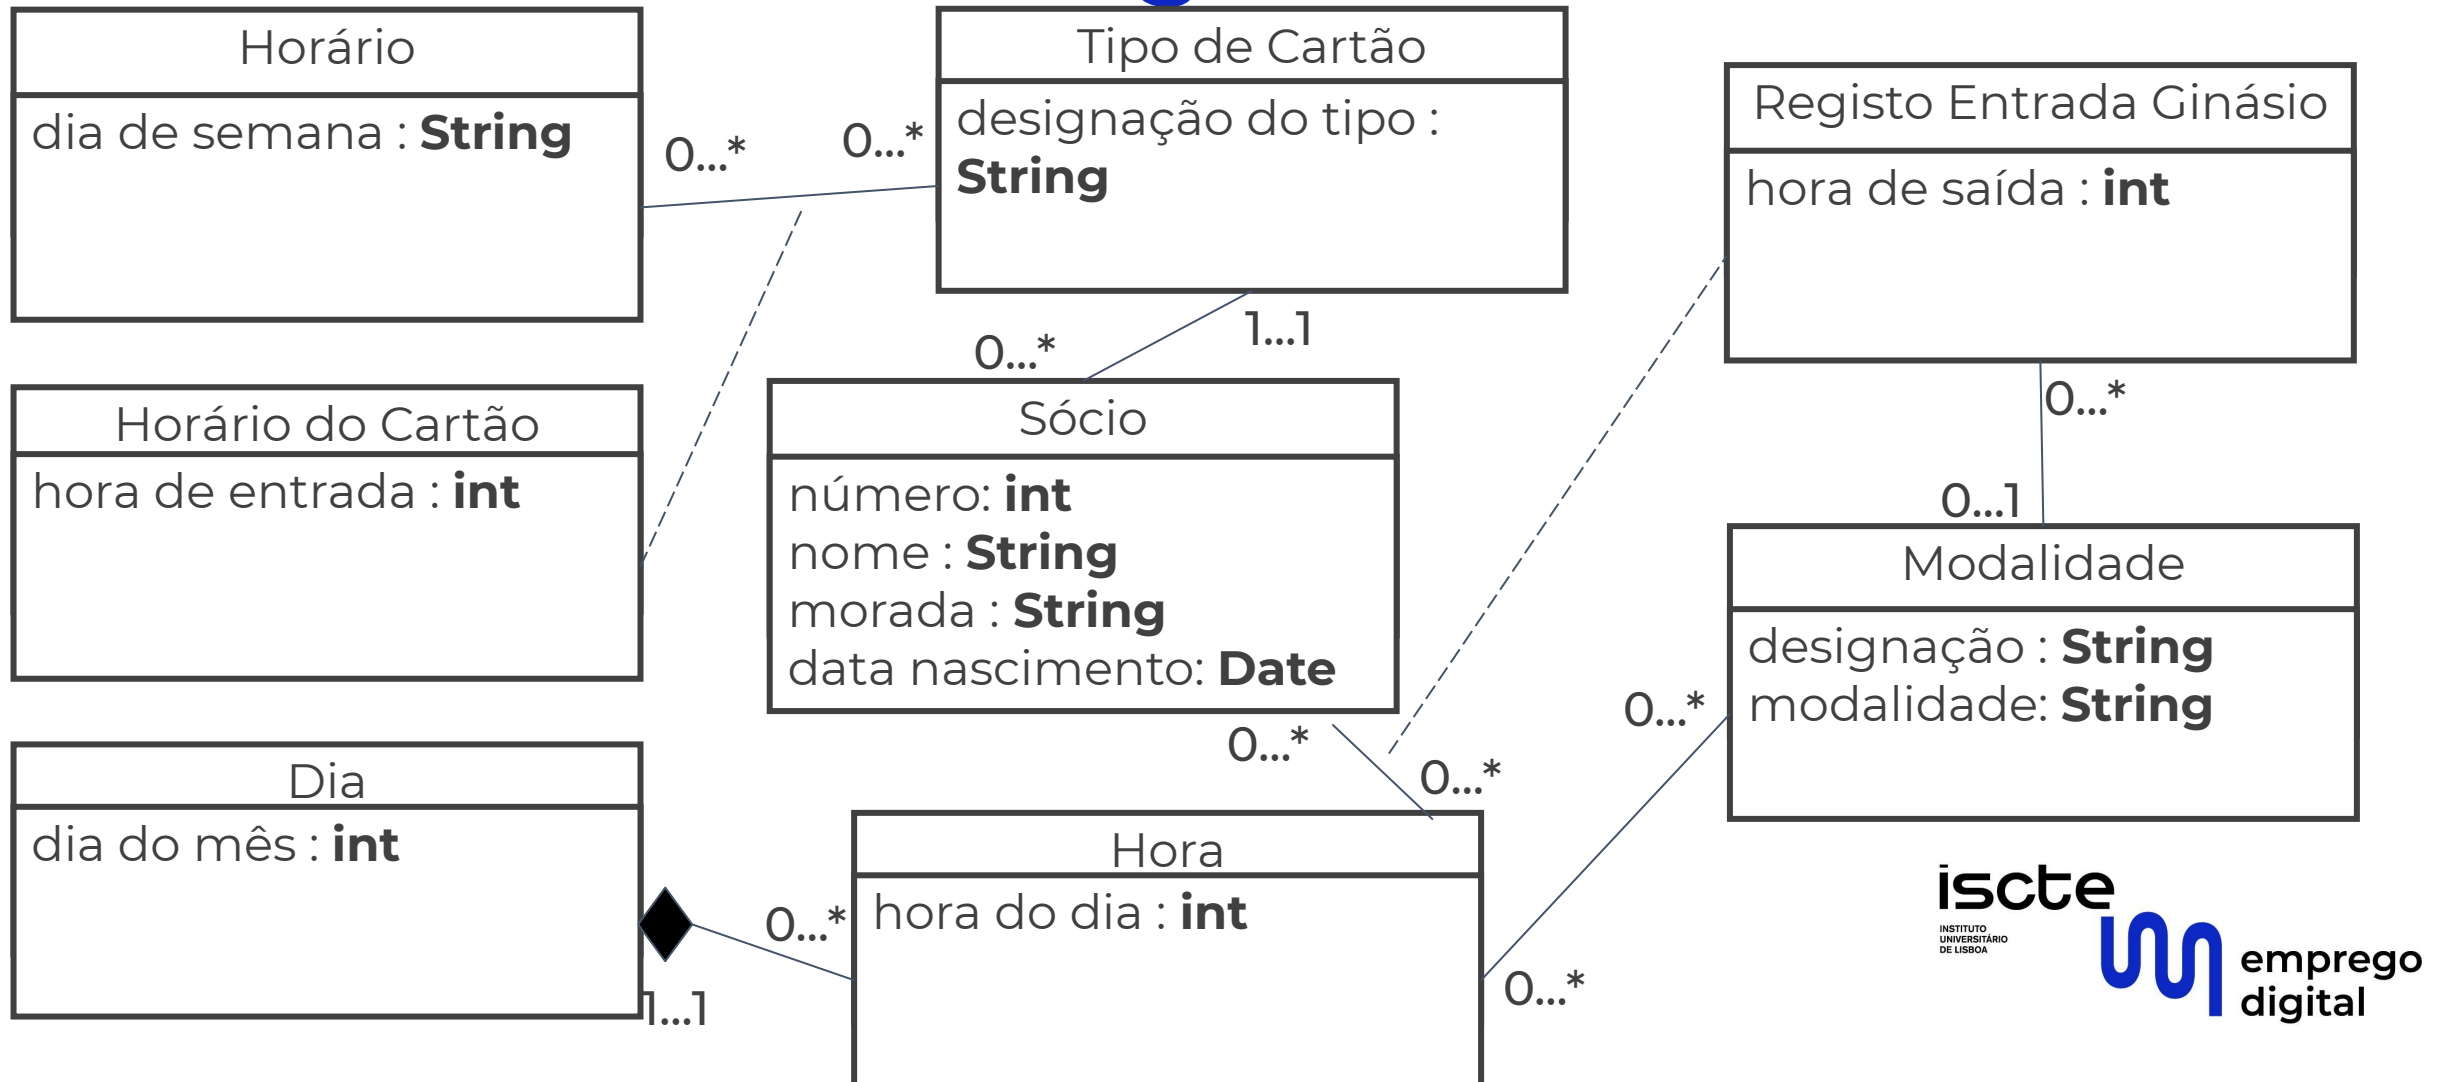 Horário
dia de semana : String
0...*
0...*
Tipo de Cartão
designação do tipo :
String
Registo Entrada Ginásio
hora de saída : int
0...*
1...1
0...*
0...1
Horário do Cartão
hora de entrada : int
Sócio
número: int
nome : String
morada : String
data nascimento: Date
Modalidade
designação : String
modalidade: String
0...*
0...*
0...*
Dia
dia do mês : int
0...*
1...1
Hora
hora do dia : int
0...*
iscte
INSTITUTO
UNIVERSITÁRIO
DE LISBOA
emprego
digital